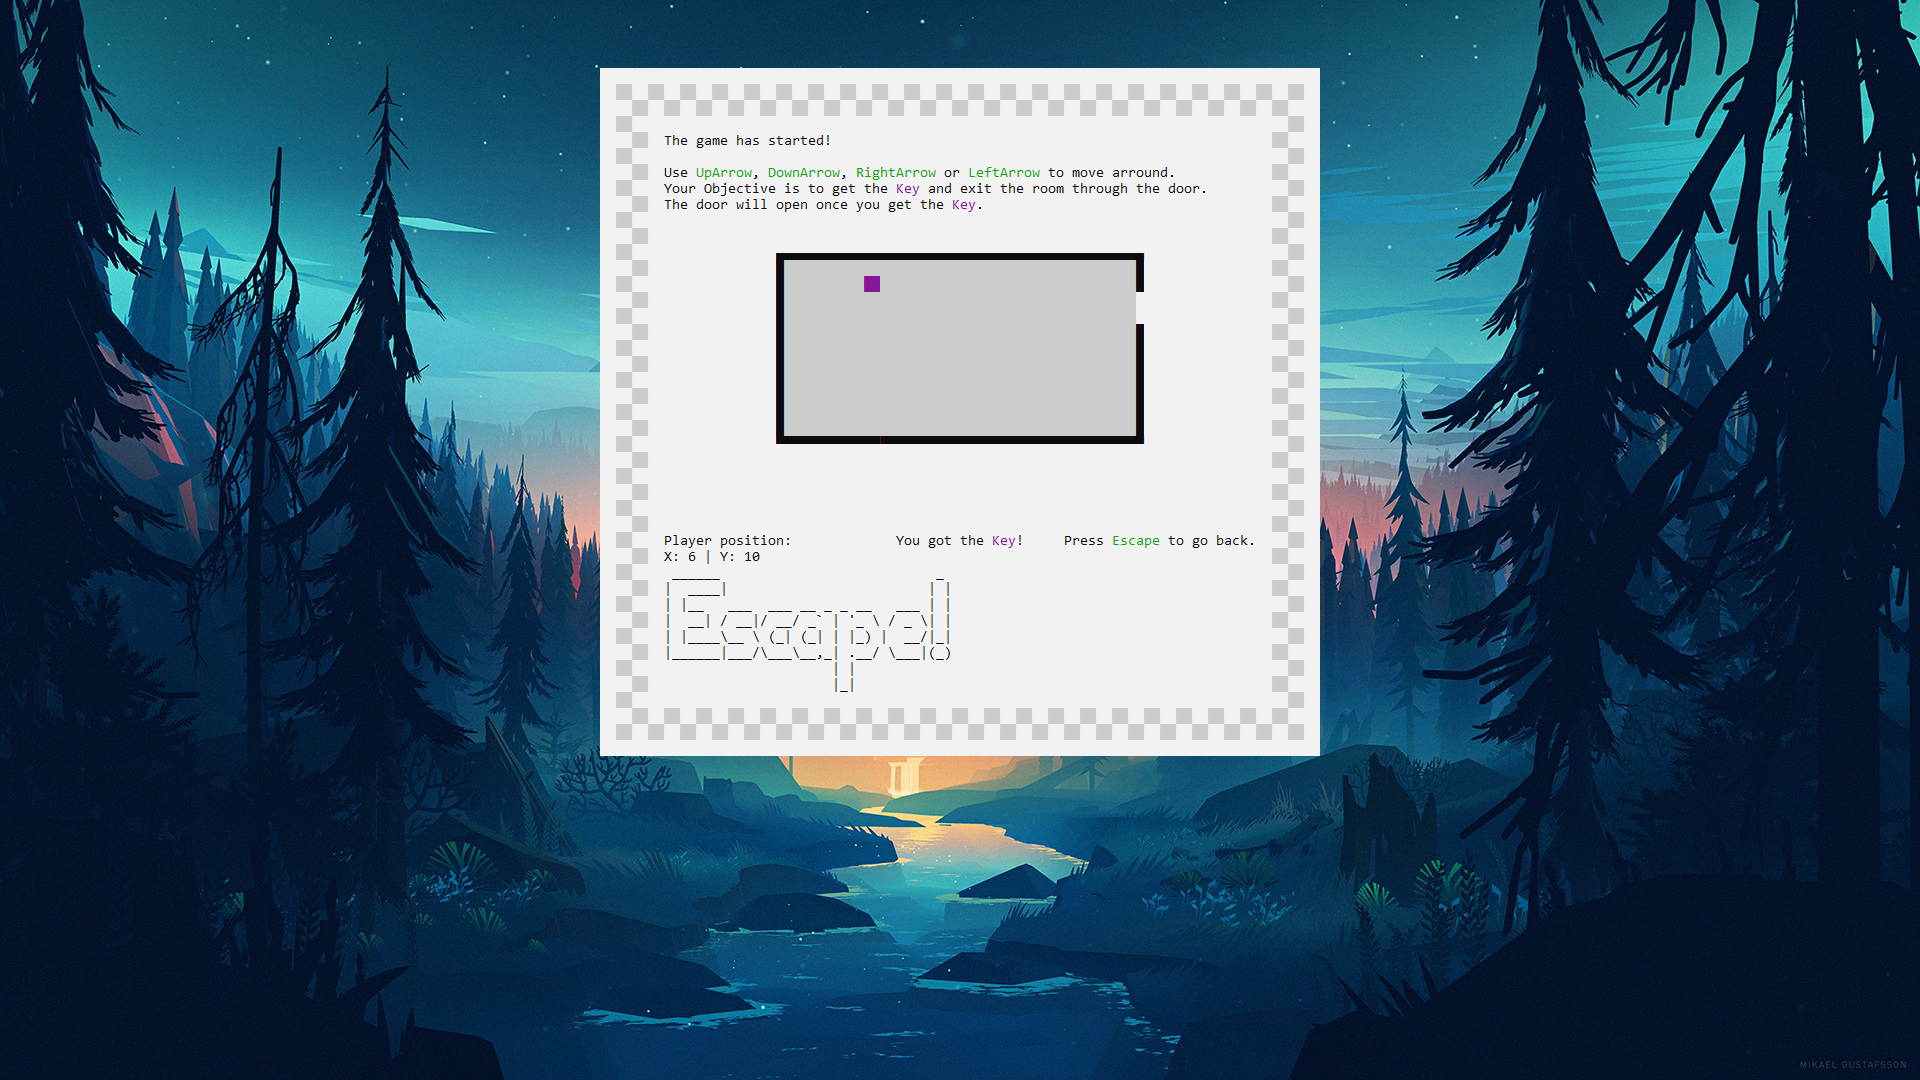 The game has started!
Use UpArrow, DownArrow, RightArrow or LeftArrow to move arround.
Your Objective is to get the Key and exit the room through the door.
The door will open once you get the Key.
Player position: You got the Key! Press Escape to go back.
X: 6 | Y: 10
Escape!
MIKAEL GUSTAFSSON